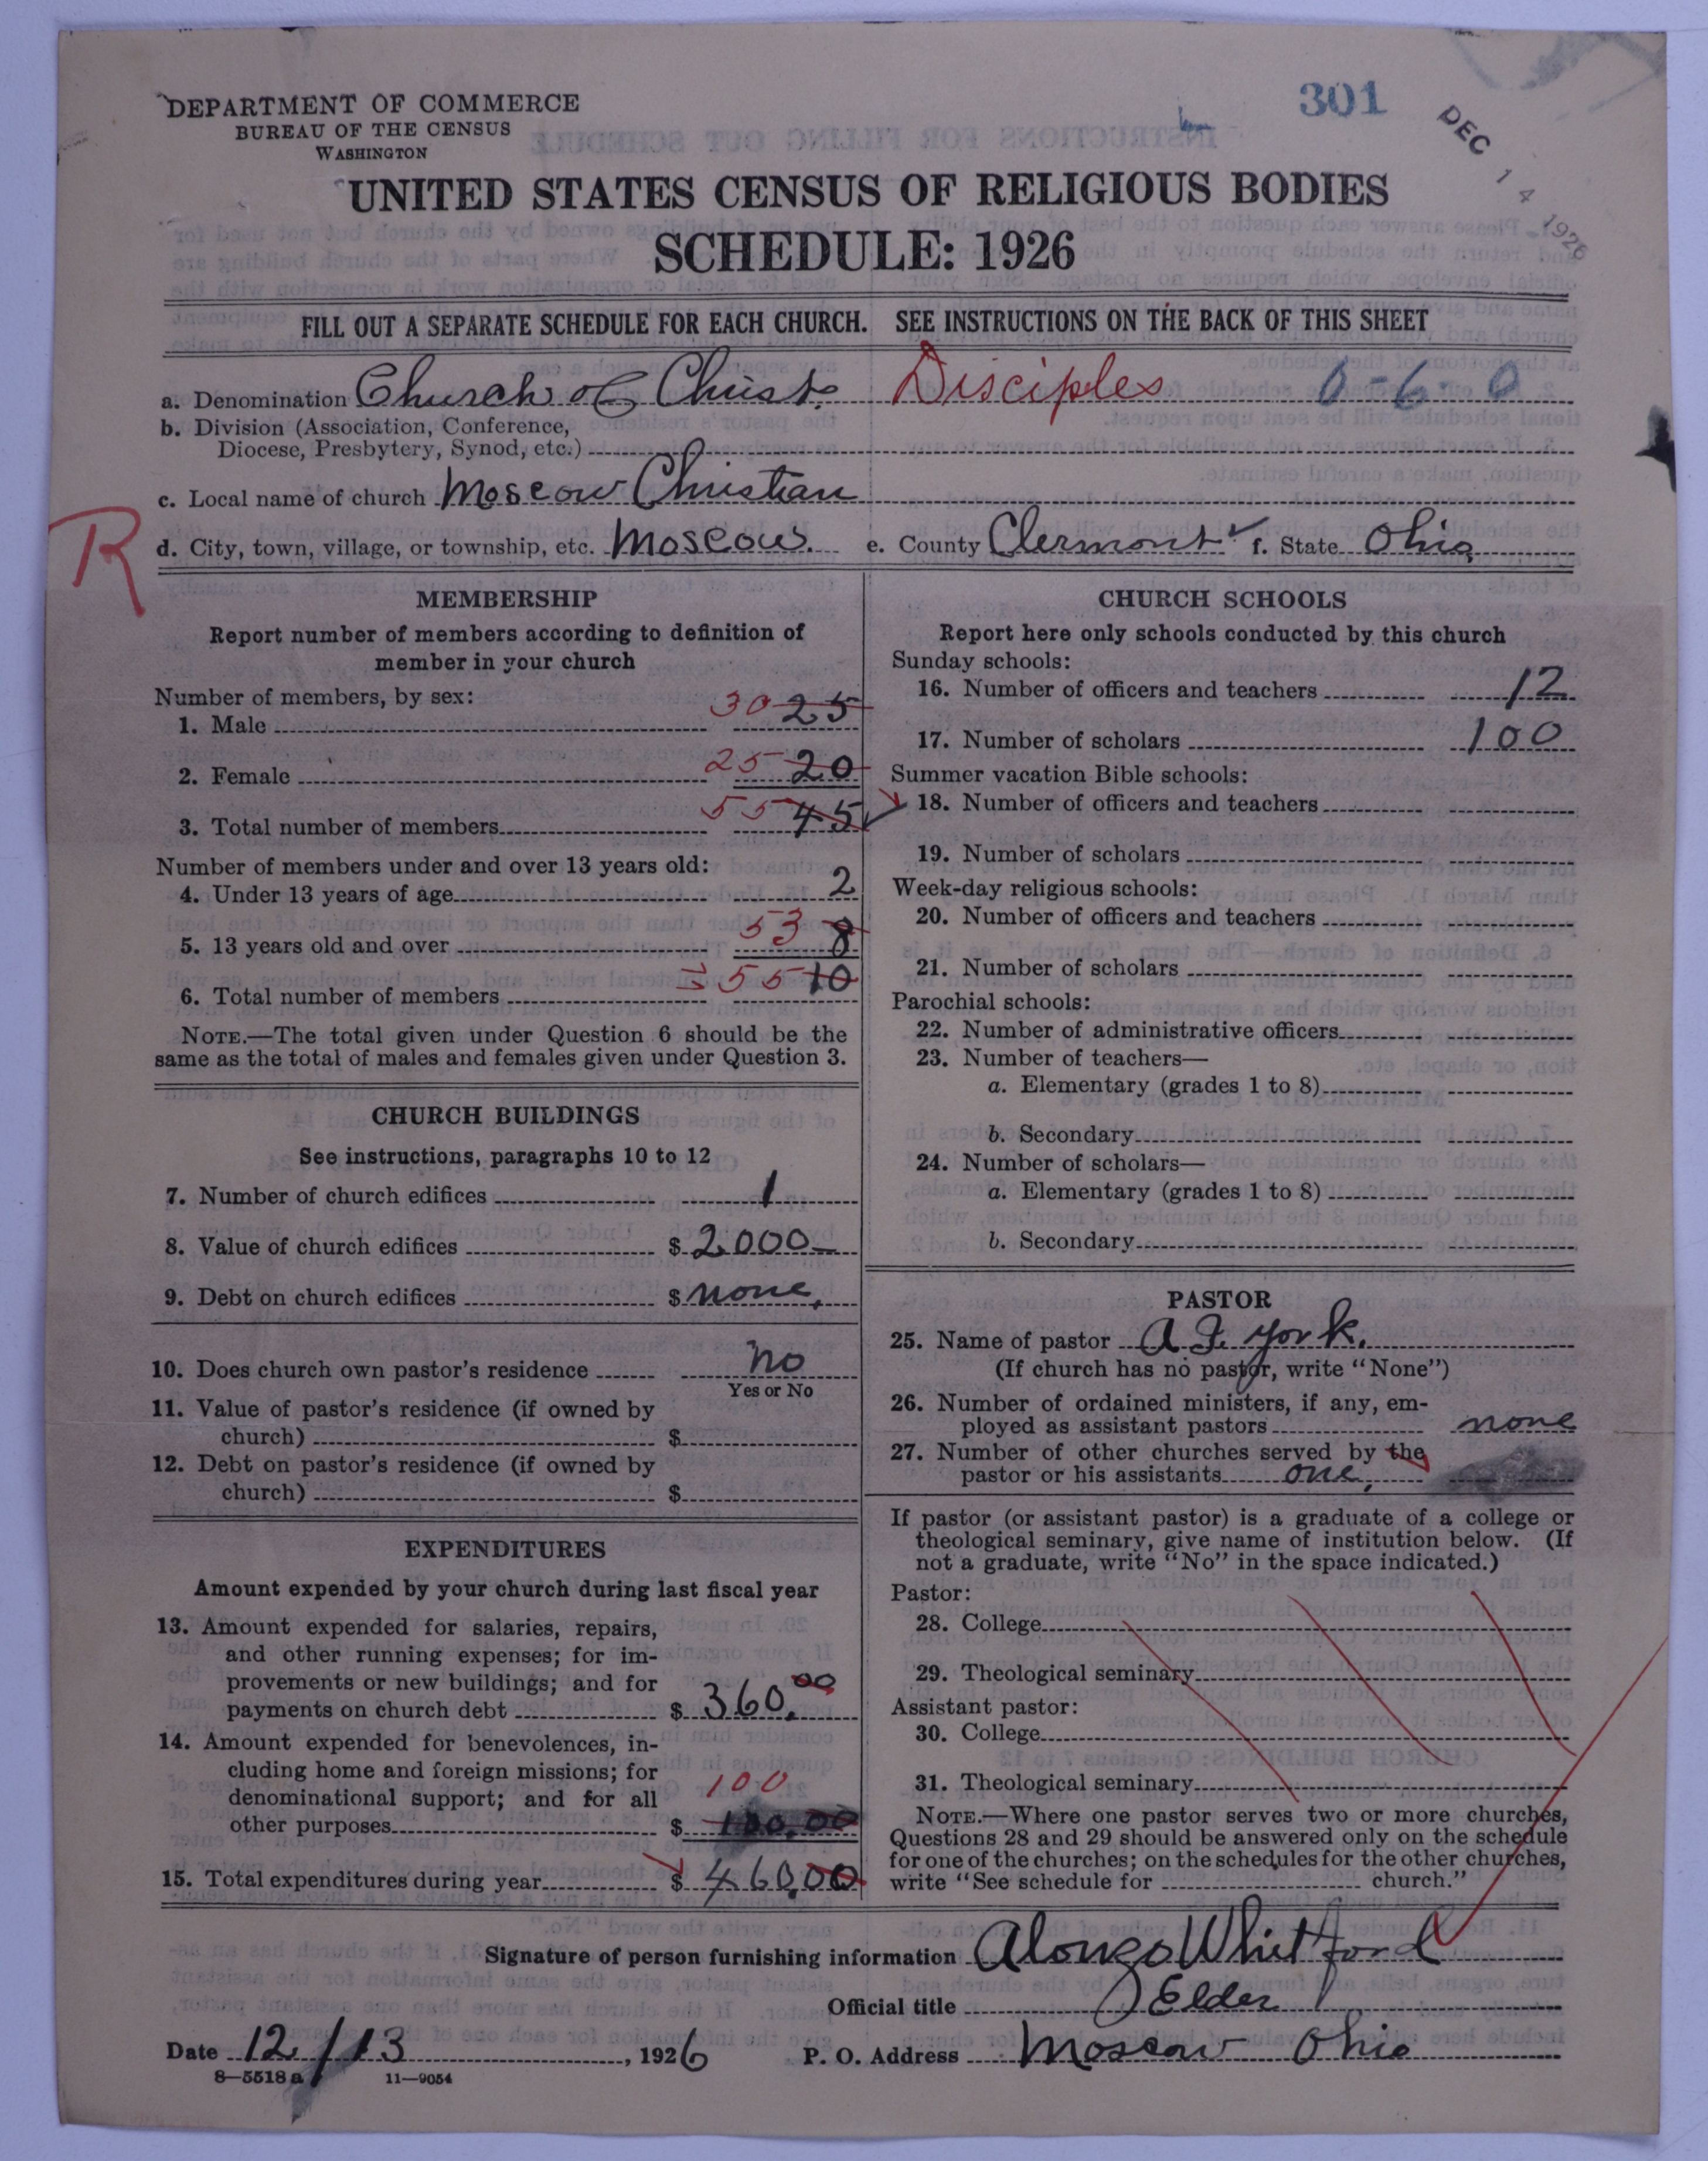 DEPARTMENT OF COMMERCE
BUREAU OF THE CENSUS
WASHINGTON
301
DEC 14 1926
UNITED STATES CENSUS OF RELIGIOUS BODIES
SCHEDULE: 1926
FILL OUT A SEPARATE SCHEDULE FOR EACH CHURCH. SEE INSTRUCTIONS ON THE BACK OF THIS SHEET
a. Denomination Church of Christ. Disciples 0-6-0
b. Division (Association, Conference,
Diocese, Presbytery, Synod, etc.)
c. Local name of church Moscow Christian
R
d. City, town, village, or township, etc. Moscow. e. County Clermont ✓ f. State Ohio
MEMBERSHIP
Report number of members according to definition of
member in your church
Number of members, by sex:
1. Male 30 25
2. Female 25 20
3. Total number of members 55 45
Number of members under and over 13 years old:
4. Under 13 years of age 2
5. 13 years old and over 53 8
6. Total number of members 55 10
NOTE.—The total given under Question 6 should be the
same as the total of males and females given under Question 3.
CHURCH BUILDINGS
See instructions, paragraphs 10 to 12
7. Number of church edifices 1
8. Value of church edifices $ 2000
9. Debt on church edifices $ none.
10. Does church own pastor's residence no
Yes or No
11. Value of pastor's residence (if owned by
church) $
12. Debt on pastor's residence (if owned by
church) $
EXPENDITURES
Amount expended by your church during last fiscal year
13. Amount expended for salaries, repairs,
and other running expenses; for im-
provements or new buildings; and for
payments on church debt $ 360.00
14. Amount expended for benevolences, in-
cluding home and foreign missions; for
denominational support; and for all 100
other purposes $ 100.00
15. Total expenditures during year $ 460.00
CHURCH SCHOOLS
Report here only schools conducted by this church
Sunday schools:
16. Number of officers and teachers 12
17. Number of scholars 100
Summer vacation Bible schools:
18. Number of officers and teachers
19. Number of scholars
Week-day religious schools:
20. Number of officers and teachers
21. Number of scholars
Parochial schools:
22. Number of administrative officers
23. Number of teachers—
a. Elementary (grades 1 to 8)
b. Secondary
24. Number of scholars—
a. Elementary (grades 1 to 8)
b. Secondary
PASTOR
25. Name of pastor A. F. York.
(If church has no pastor, write "None")
26. Number of ordained ministers, if any, em-
ployed as assistant pastors none
27. Number of other churches served by the
pastor or his assistants one,
If pastor (or assistant pastor) is a graduate of a college or
theological seminary, give name of institution below. (If
not a graduate, write "No" in the space indicated.)
Pastor:
28. College
29. Theological seminary
Assistant pastor:
30. College
31. Theological seminary
NOTE.—Where one pastor serves two or more churches,
Questions 28 and 29 should be answered only on the schedule
for one of the churches; on the schedules for the other churches,
write "See schedule for church."
Signature of person furnishing information Alonzo Whitford
Official title Elder
Date 12/13, 1926 P. O. Address Moscow Ohio
8—5518 a 11—9054